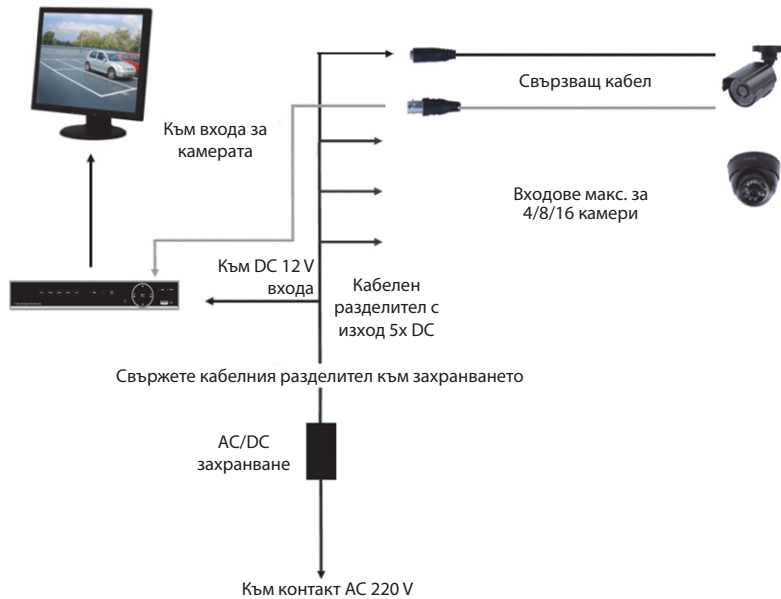 Свързващ кабел
Към входа за
камерата
Входове макс. за
4/8/16 камери
Към DC 12 V
входа
Кабелен
разделител с
изход 5x DC
Свържете кабелния разделител към захранването
AC/DC
захранване
Към контакт AC 220 V